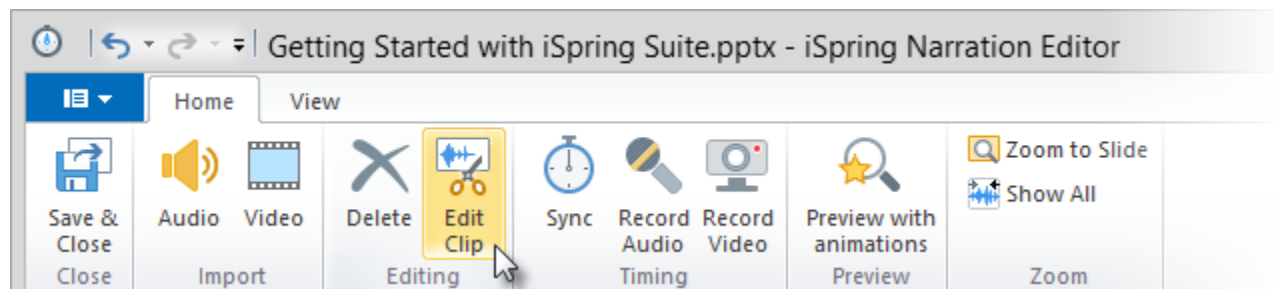 Getting Started with iSpring Suite.pptx - iSpring Narration Editor
Home View
Save & Close
Audio
Video
Delete
Edit Clip
Sync
Record Audio
Record Video
Preview with animations
Zoom to Slide
Show All
Close Import Editing Timing Preview Zoom